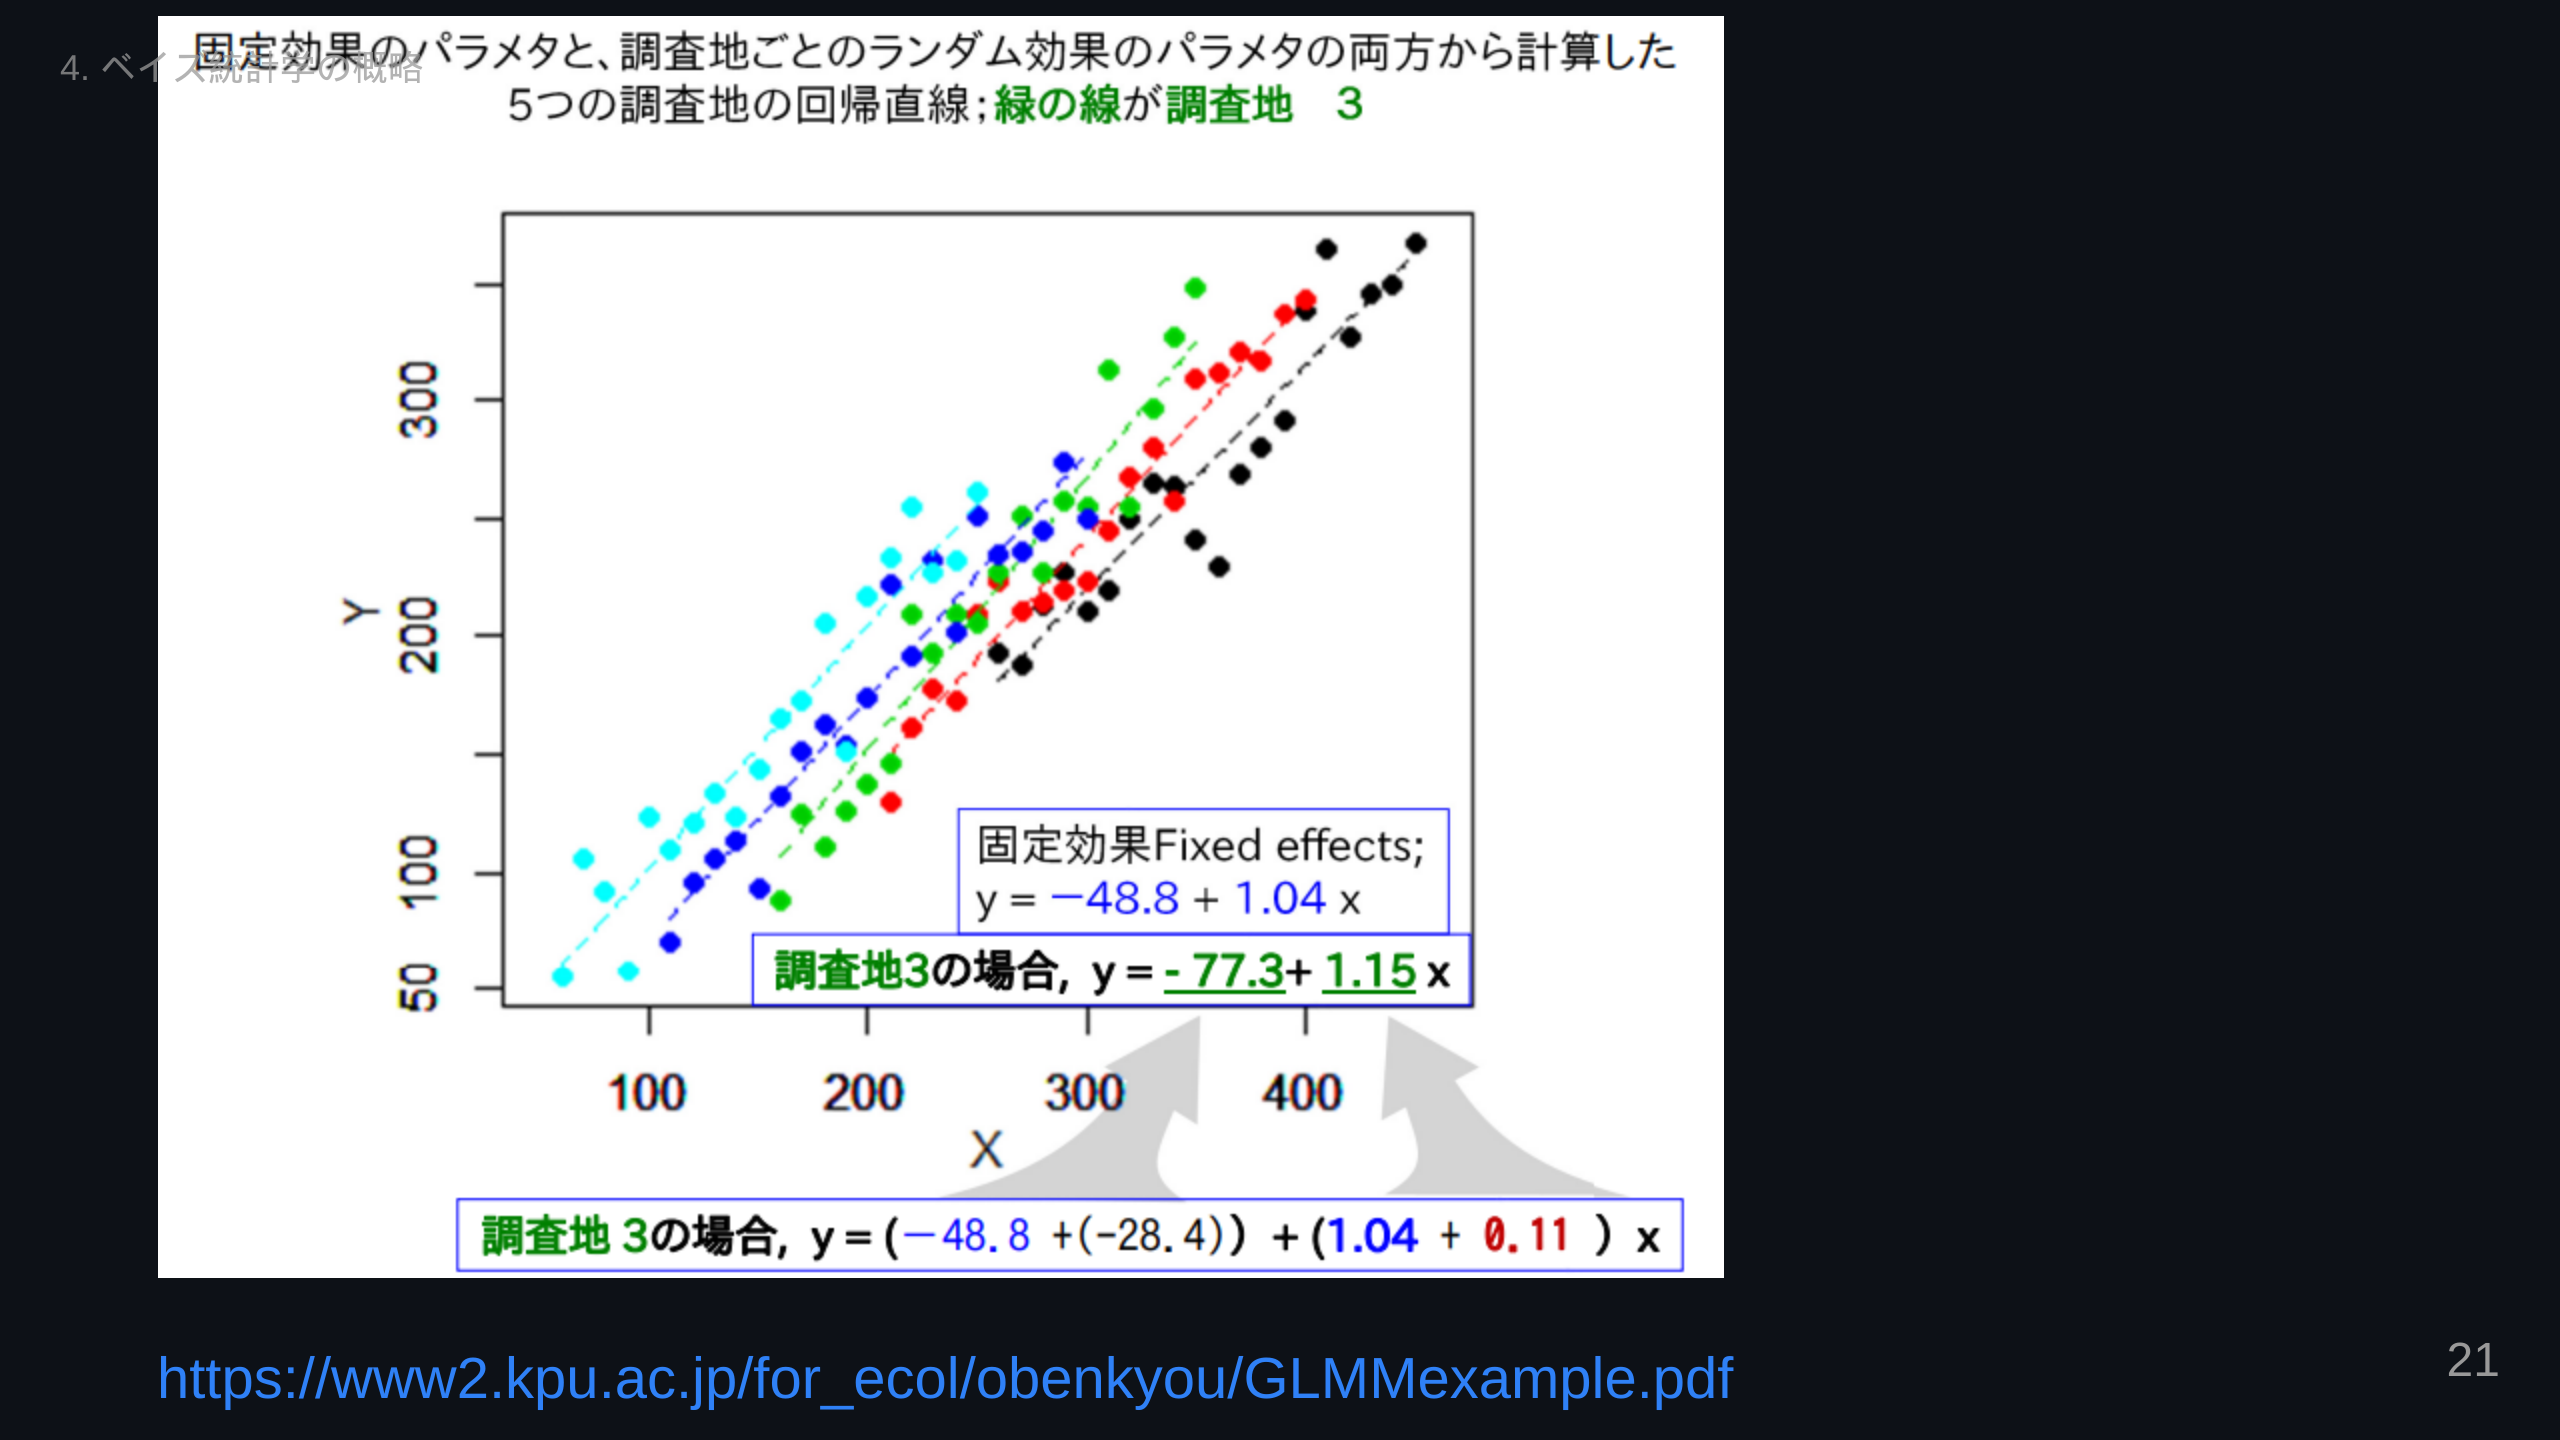 4. ベイズ統計学の概略
固定効果のパラメタと、調査地ごとのランダム効果のパラメタの両方から計算した
5つの調査地の回帰直線;緑の線が調査地　3
Y
300
200
100
50
固定効果Fixed effects;
y = −48.8 + 1.04 x
調査地3の場合, y = - 77.3+ 1.15 x
100 200 300 400
X
調査地 3の場合, y = (−48.8 +(-28.4)) + (1.04 + 0.11 ) x
https://www2.kpu.ac.jp/for_ecol/obenkyou/GLMMexample.pdf
21